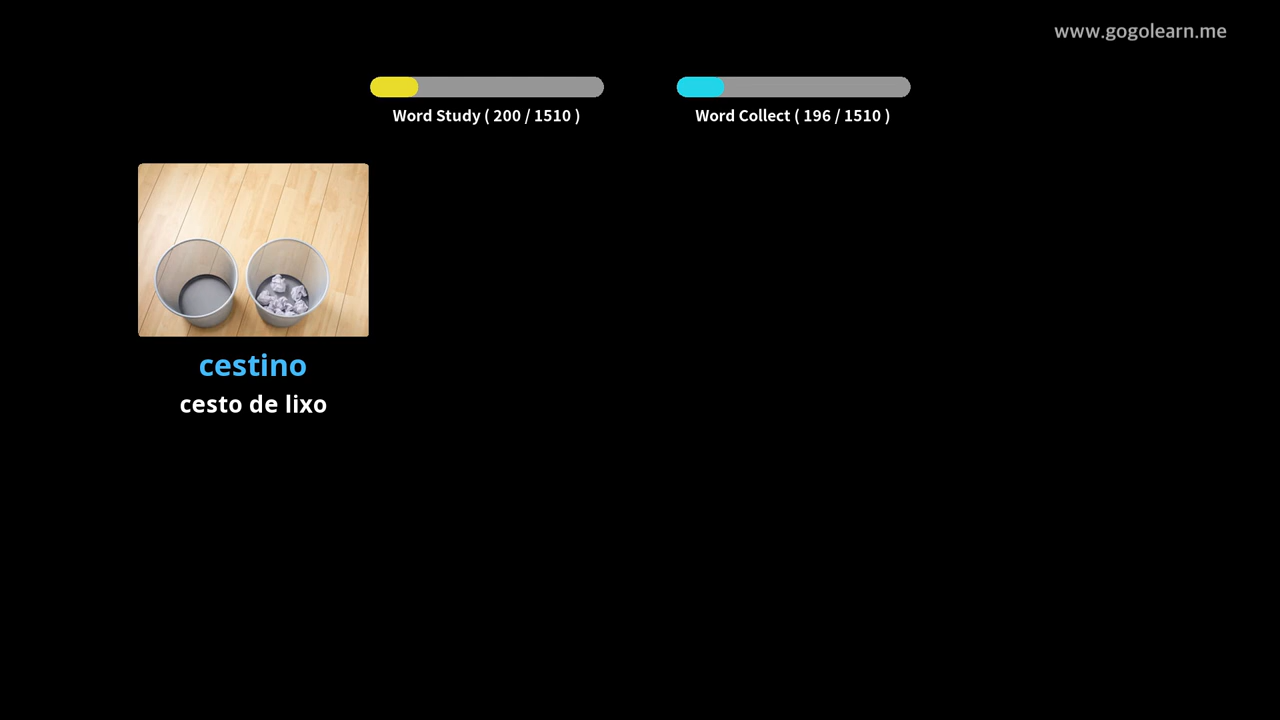 www.gogolearn.me
Word Study ( 200 / 1510 )
Word Collect ( 196 / 1510 )
cestino
cesto de lixo